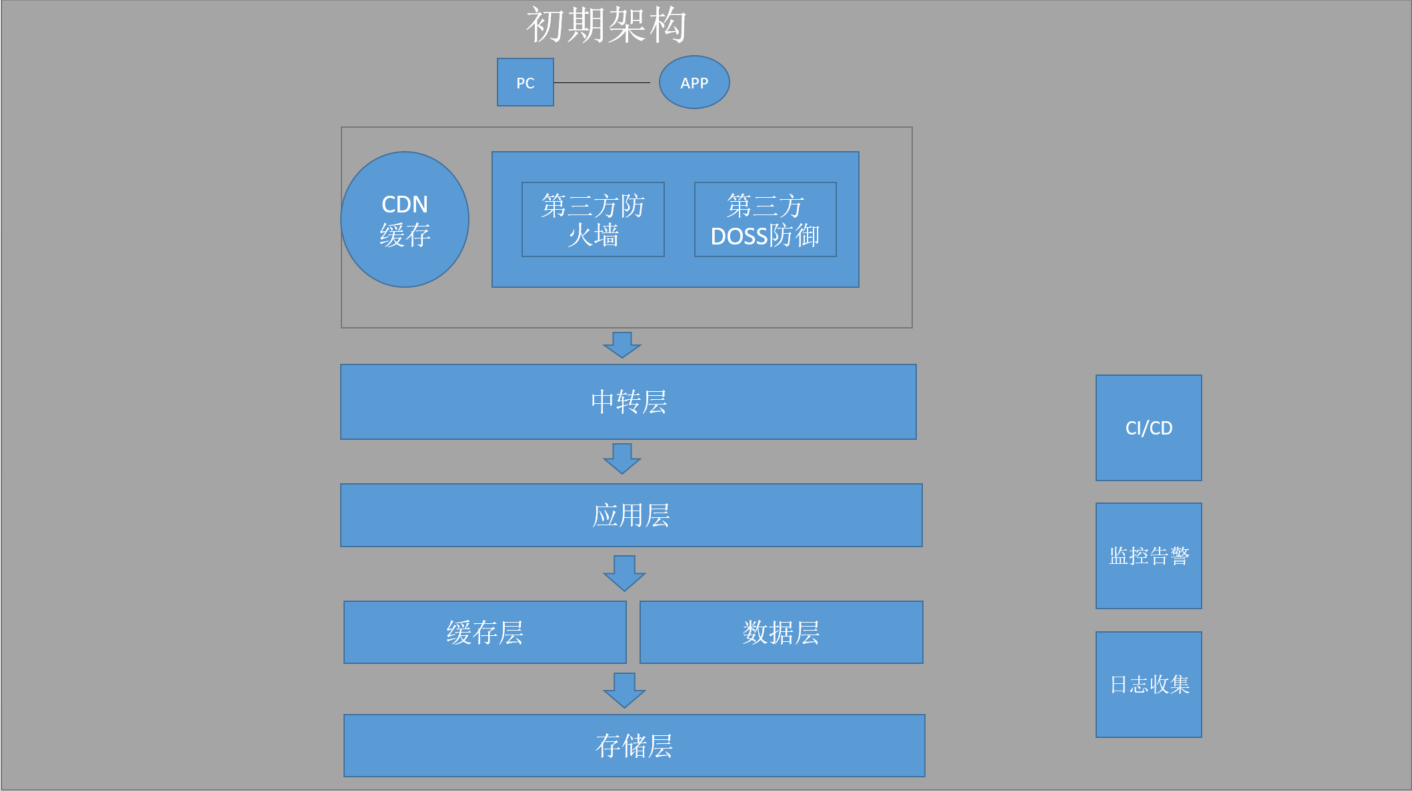 初期架构
PC
APP
CDN
缓存
第三方防
火墙
第三方
DOSS防御
中转层
应用层
缓存层
数据层
存储层
CI/CD
监控告警
日志收集